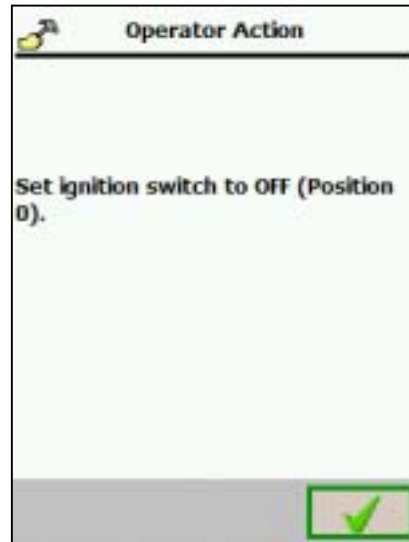 Operator Action
Set ignition switch to OFF (Position
0).